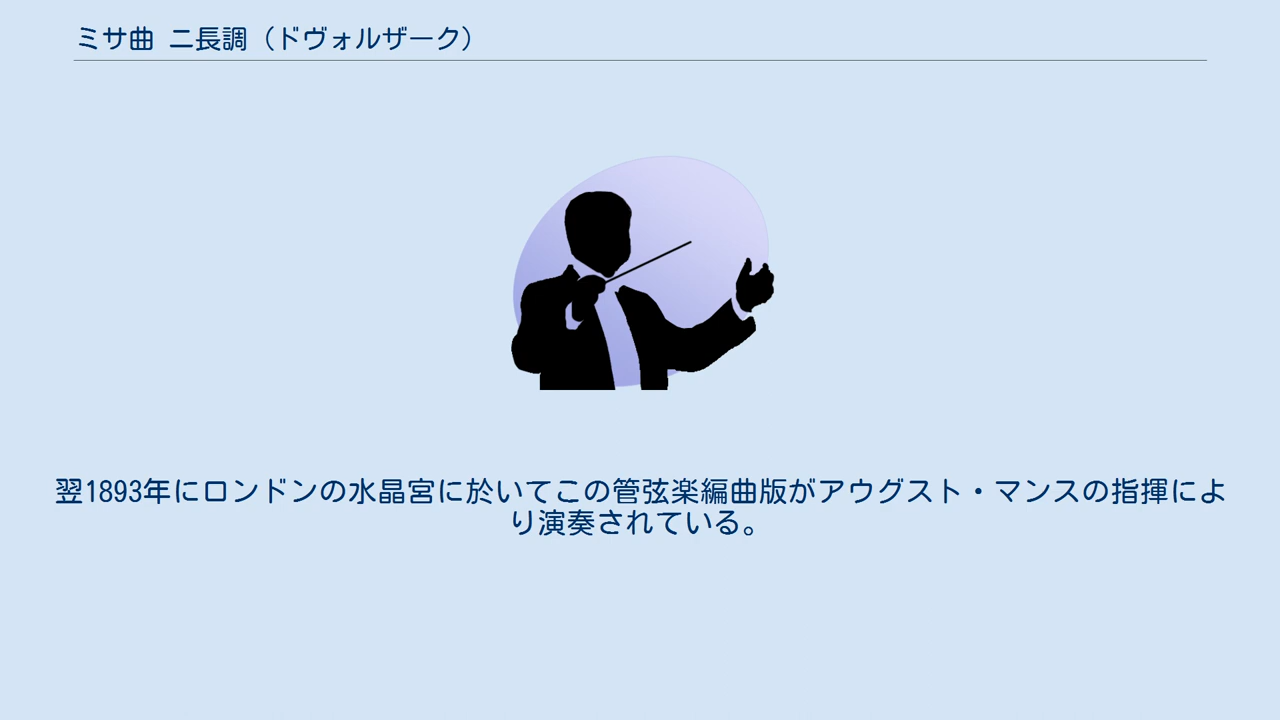 ミサ曲 ニ長調（ドヴォルザーク）
翌1893年にロンドンの水晶宮に於いてこの管弦楽編曲版がアウグスト・マンスの指揮によ
り演奏されている。